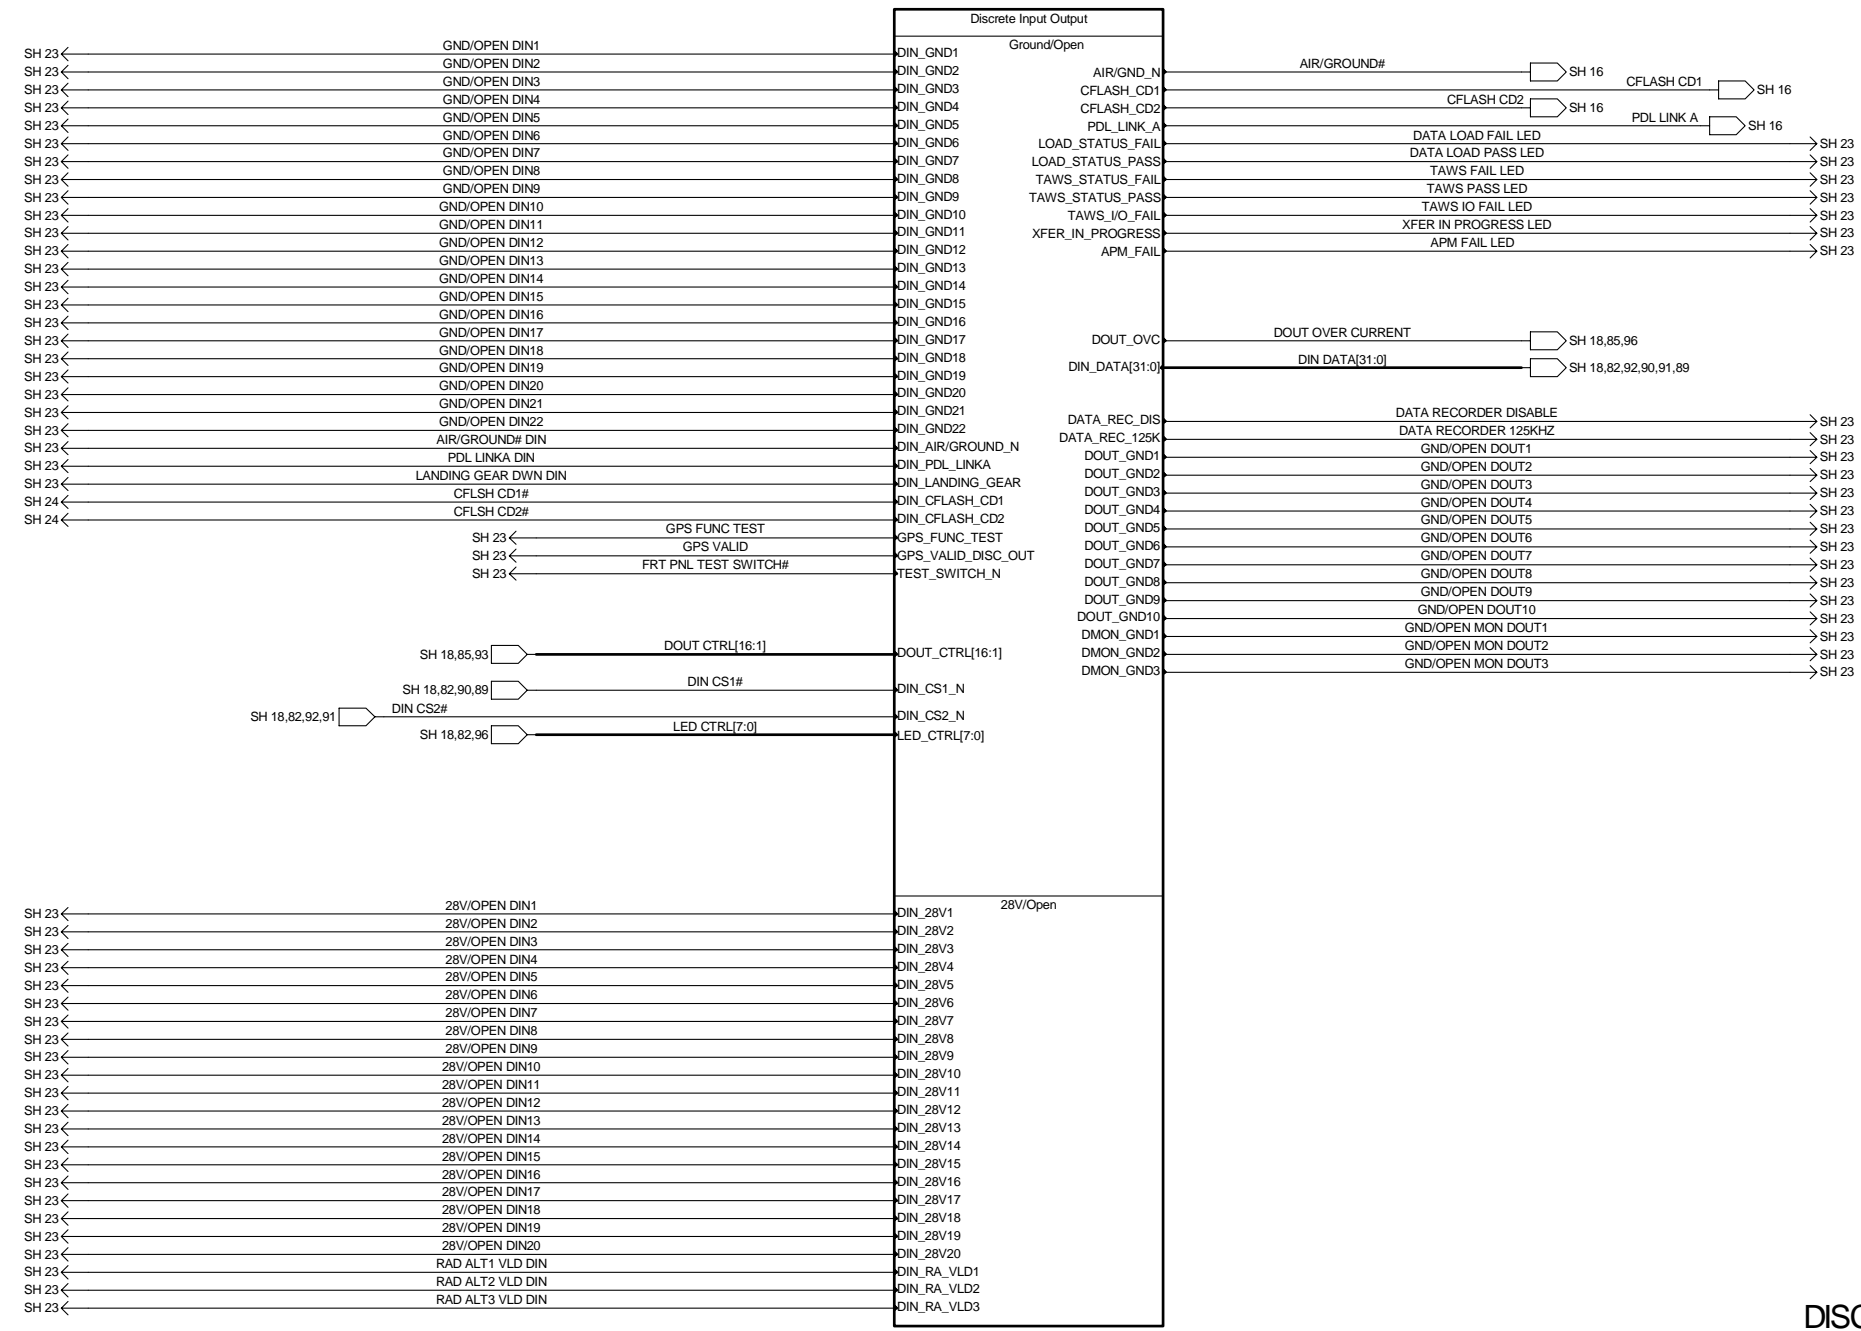 Discrete Input Output
Ground/Open
SH 23 GND/OPEN DIN1 DIN_GND1
SH 23 GND/OPEN DIN2 DIN_GND2
SH 23 GND/OPEN DIN3 DIN_GND3
SH 23 GND/OPEN DIN4 DIN_GND4
SH 23 GND/OPEN DIN5 DIN_GND5
SH 23 GND/OPEN DIN6 DIN_GND6
SH 23 GND/OPEN DIN7 DIN_GND7
SH 23 GND/OPEN DIN8 DIN_GND8
SH 23 GND/OPEN DIN9 DIN_GND9
SH 23 GND/OPEN DIN10 DIN_GND10
SH 23 GND/OPEN DIN11 DIN_GND11
SH 23 GND/OPEN DIN12 DIN_GND12
SH 23 GND/OPEN DIN13 DIN_GND13
SH 23 GND/OPEN DIN14 DIN_GND14
SH 23 GND/OPEN DIN15 DIN_GND15
SH 23 GND/OPEN DIN16 DIN_GND16
SH 23 GND/OPEN DIN17 DIN_GND17
SH 23 GND/OPEN DIN18 DIN_GND18
SH 23 GND/OPEN DIN19 DIN_GND19
SH 23 GND/OPEN DIN20 DIN_GND20
SH 23 GND/OPEN DIN21 DIN_GND21
SH 23 GND/OPEN DIN22 DIN_GND22
SH 23 AIR/GROUND# DIN DIN_AIR/GROUND_N
SH 23 PDL LINKA DIN DIN_PDL_LINKA
SH 23 LANDING GEAR DWN DIN DIN_LANDING_GEAR
SH 24 CFLSH CD1# DIN_CFLASH_CD1
SH 24 CFLSH CD2# DIN_CFLASH_CD2
SH 23 GPS FUNC TEST GPS_FUNC_TEST
SH 23 GPS VALID GPS_VALID_DISC_OUT
SH 23 FRT PNL TEST SWITCH# TEST_SWITCH_N
SH 18,85,93 DOUT CTRL[16:1] DOUT_CTRL[16:1]
SH 18,82,90,89 DIN CS1# DIN_CS1_N
SH 18,82,92,91 DIN CS2# DIN_CS2_N
SH 18,82,96 LED CTRL[7:0] LED_CTRL[7:0]
AIR/GND_N AIR/GROUND# SH 16
CFLASH_CD1 CFLASH CD1 SH 16
CFLASH_CD2 CFLASH CD2 SH 16
PDL_LINK_A PDL LINK A SH 16
LOAD_STATUS_FAIL DATA LOAD FAIL LED SH 23
LOAD_STATUS_PASS DATA LOAD PASS LED SH 23
TAWS_STATUS_FAIL TAWS FAIL LED SH 23
TAWS_STATUS_PASS TAWS PASS LED SH 23
TAWS_I/O_FAIL TAWS IO FAIL LED SH 23
XFER_IN_PROGRESS XFER IN PROGRESS LED SH 23
APM_FAIL APM FAIL LED SH 23
DOUT_OVC DOUT OVER CURRENT SH 18,85,96
DIN_DATA[31:0] DIN DATA[31:0] SH 18,82,92,90,91,89
DATA_REC_DIS DATA RECORDER DISABLE SH 23
DATA_REC_125K DATA RECORDER 125KHZ SH 23
DOUT_GND1 GND/OPEN DOUT1 SH 23
DOUT_GND2 GND/OPEN DOUT2 SH 23
DOUT_GND3 GND/OPEN DOUT3 SH 23
DOUT_GND4 GND/OPEN DOUT4 SH 23
DOUT_GND5 GND/OPEN DOUT5 SH 23
DOUT_GND6 GND/OPEN DOUT6 SH 23
DOUT_GND7 GND/OPEN DOUT7 SH 23
DOUT_GND8 GND/OPEN DOUT8 SH 23
DOUT_GND9 GND/OPEN DOUT9 SH 23
DOUT_GND10 GND/OPEN DOUT10 SH 23
DMON_GND1 GND/OPEN MON DOUT1 SH 23
DMON_GND2 GND/OPEN MON DOUT2 SH 23
DMON_GND3 GND/OPEN MON DOUT3 SH 23
28V/Open
SH 23 28V/OPEN DIN1 DIN_28V1
SH 23 28V/OPEN DIN2 DIN_28V2
SH 23 28V/OPEN DIN3 DIN_28V3
SH 23 28V/OPEN DIN4 DIN_28V4
SH 23 28V/OPEN DIN5 DIN_28V5
SH 23 28V/OPEN DIN6 DIN_28V6
SH 23 28V/OPEN DIN7 DIN_28V7
SH 23 28V/OPEN DIN8 DIN_28V8
SH 23 28V/OPEN DIN9 DIN_28V9
SH 23 28V/OPEN DIN10 DIN_28V10
SH 23 28V/OPEN DIN11 DIN_28V11
SH 23 28V/OPEN DIN12 DIN_28V12
SH 23 28V/OPEN DIN13 DIN_28V13
SH 23 28V/OPEN DIN14 DIN_28V14
SH 23 28V/OPEN DIN15 DIN_28V15
SH 23 28V/OPEN DIN16 DIN_28V16
SH 23 28V/OPEN DIN17 DIN_28V17
SH 23 28V/OPEN DIN18 DIN_28V18
SH 23 28V/OPEN DIN19 DIN_28V19
SH 23 28V/OPEN DIN20 DIN_28V20
SH 23 RAD ALT1 VLD DIN DIN_RA_VLD1
SH 23 RAD ALT2 VLD DIN DIN_RA_VLD2
SH 23 RAD ALT3 VLD DIN DIN_RA_VLD3